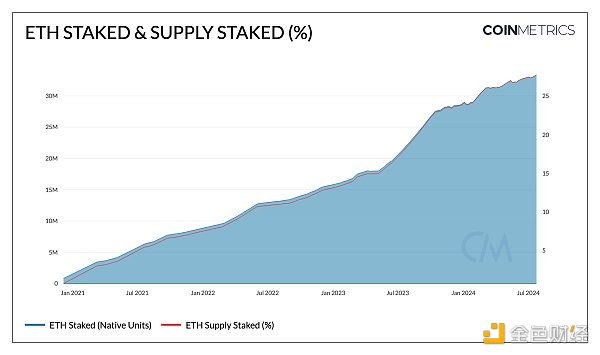 ETH STAKED & SUPPLY STAKED (%)
COINMETRICS
30M
25M
20M
15M
10M
5M
0
25
20
15
10
5
CM
Jan 2021 Jul 2021 Jan 2022 Jul 2022 Jan 2023 Jul 2023 Jan 2024 Jul 2024
ETH Staked (Native Units) ETH Supply Staked (%)
金色财经